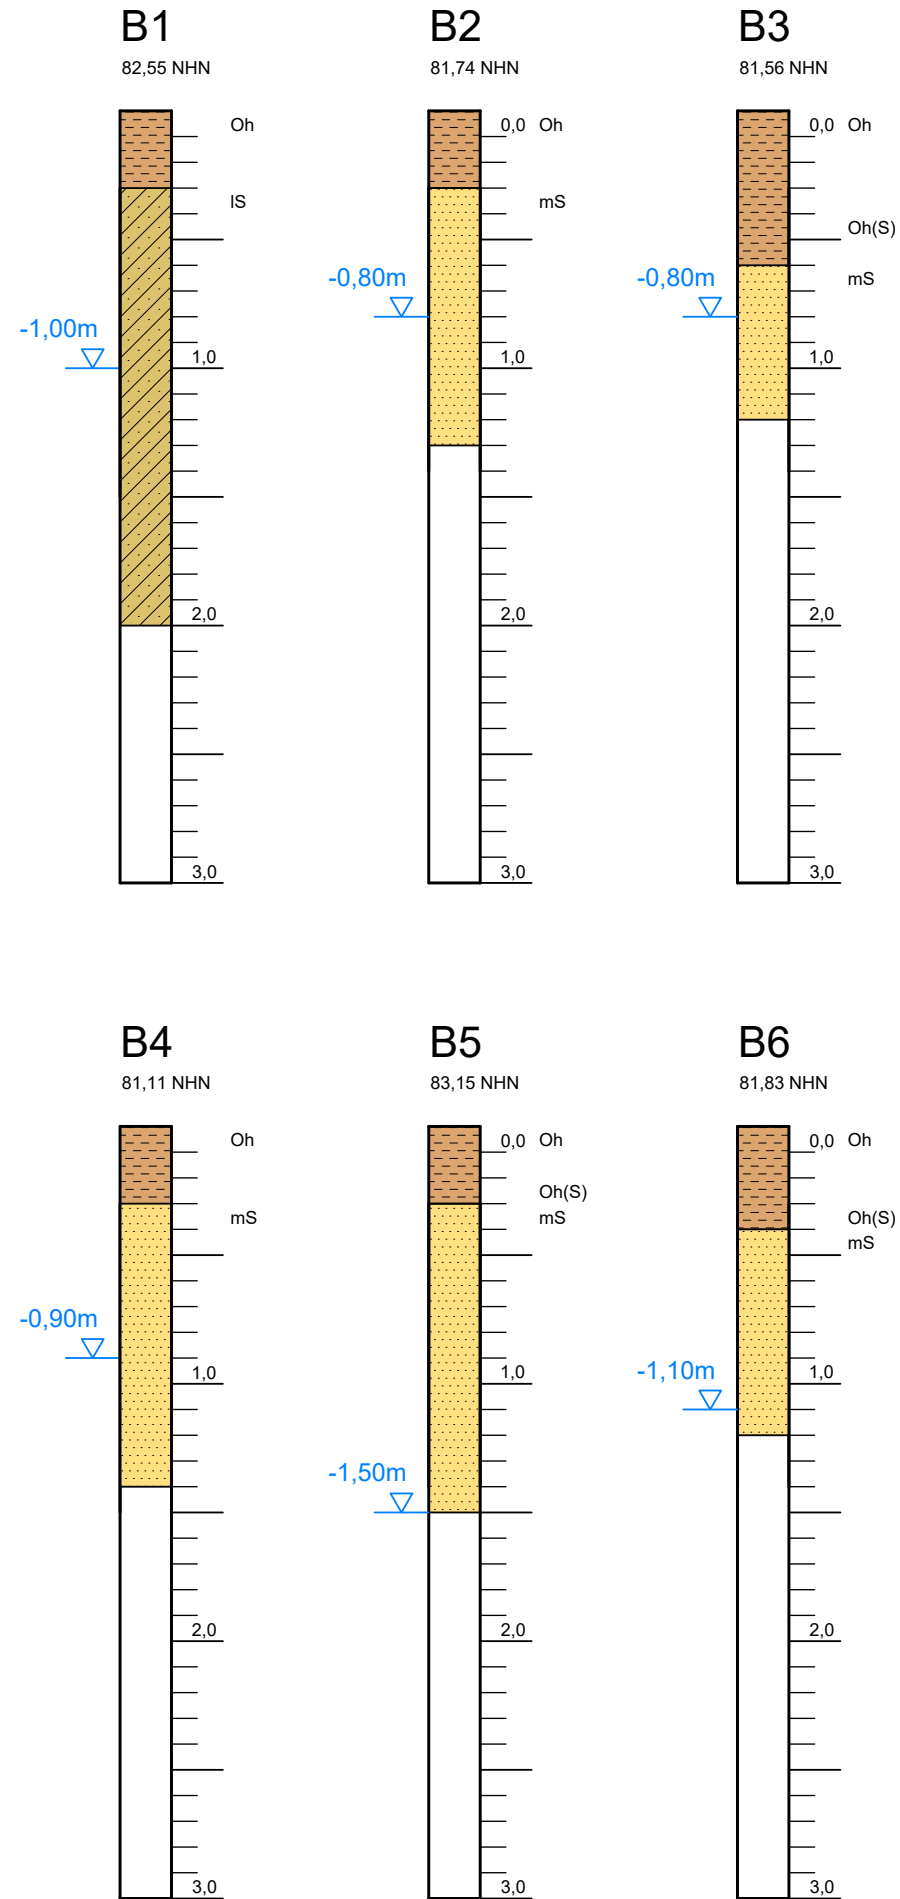 B1
82,55 NHN
Oh
lS
-1,00m
1,0
2,0
3,0
B2
81,74 NHN
0,0 Oh
mS
-0,80m
1,0
2,0
3,0
B3
81,56 NHN
0,0 Oh
Oh(S)
mS
-0,80m
1,0
2,0
3,0
B4
81,11 NHN
Oh
mS
-0,90m
1,0
2,0
3,0
B5
83,15 NHN
0,0 Oh
Oh(S)
mS
1,0
-1,50m
2,0
3,0
B6
81,83 NHN
0,0 Oh
Oh(S)
mS
-1,10m
1,0
2,0
3,0